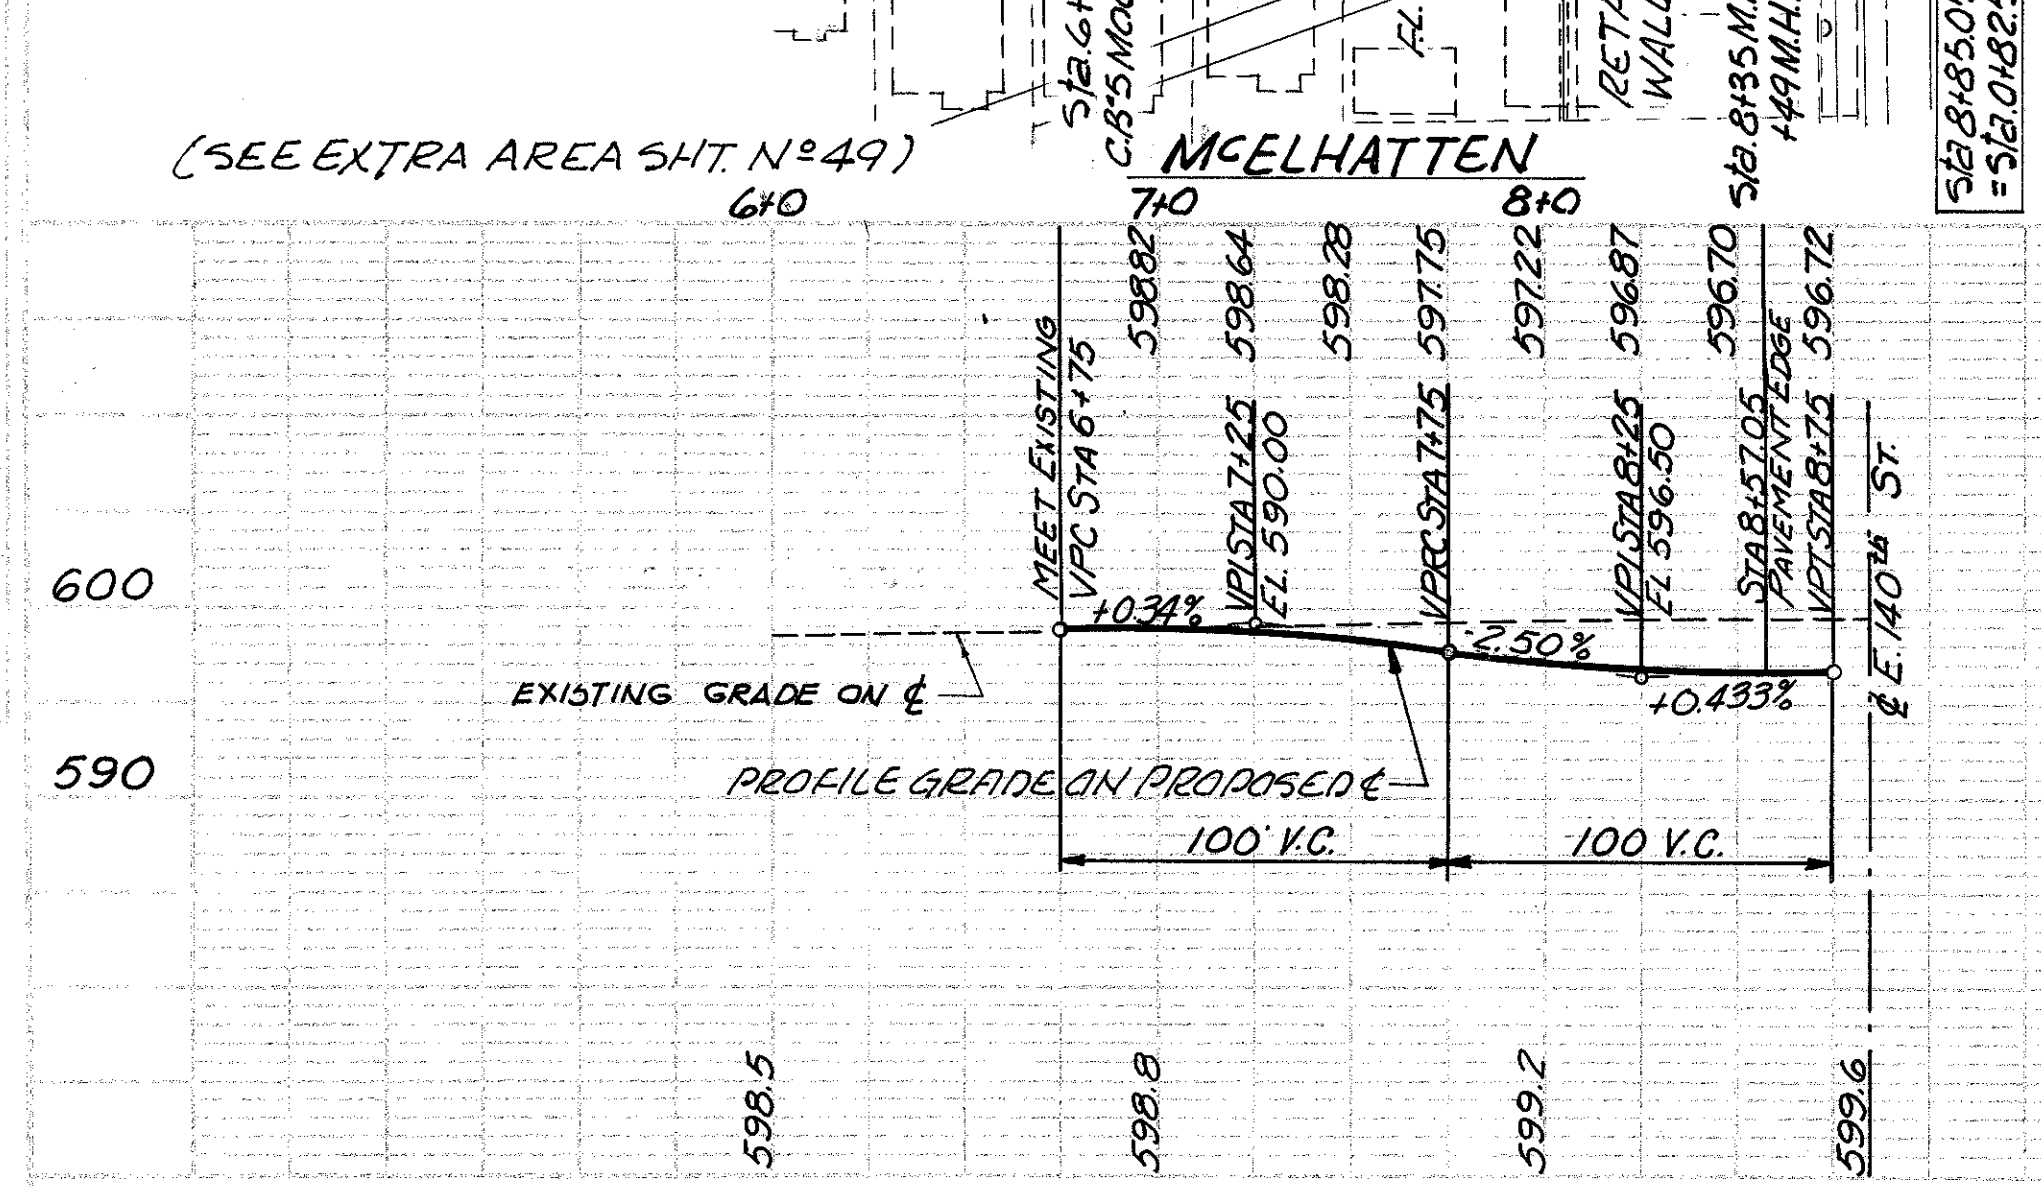 Sta.6+
C.B'S MOD
F.L.
RETA
WALL
Sta.8+35 M.
+49 M.H.
Sta 8+85.0
=Sta.0+82.
(SEE EXTRA AREA SHT. Nº 49)
MCELHATTEN
6+0 7+0 8+0
598.82 598.64 598.28 597.75 597.22 596.87 596.70 596.72
MEET EXISTING
VPC STA 6+75
VPI STA 7+25
EL. 590.00
VPRC STA 7+75
VPI STA 8+25
EL 596.50
STA 8+57.05
PAVEMENT EDGE
VPT STA 8+75
℄ E. 140th ST.
600
+0.34%
-2.50%
+0.433%
EXISTING GRADE ON ℄
590
PROFILE GRADE ON PROPOSED ℄
100' V.C. 100 V.C.
598.5 598.8 599.2 599.6